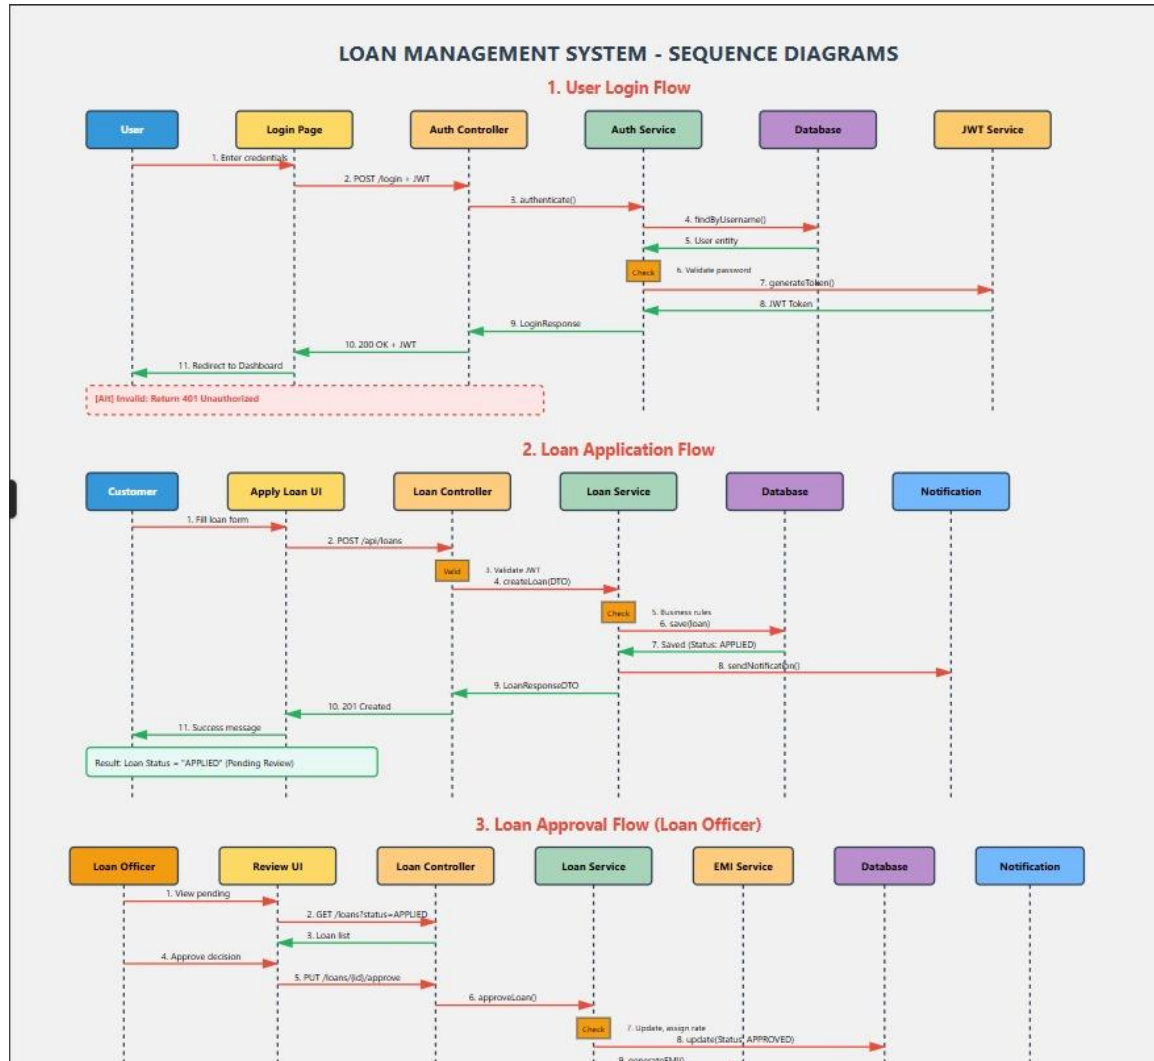 LOAN MANAGEMENT SYSTEM - SEQUENCE DIAGRAMS
1. User Login Flow
User
Login Page
Auth Controller
Auth Service
Database
JWT Service
1. Enter credentials
2. POST /login + JWT
3. authenticate()
4. findByUsername()
5. User entity
Check
6. Validate password
7. generateToken()
8. JWT Token
9. LoginResponse
10. 200 OK + JWT
11. Redirect to Dashboard
[Alt] Invalid: Return 401 Unauthorized
2. Loan Application Flow
Customer
Apply Loan UI
Loan Controller
Loan Service
Database
Notification
1. Fill loan form
2. POST /api/loans
Valid
3. Validate JWT
4. createLoan(DTO)
Check
5. Business rules
6. save(loan)
7. Saved (Status: APPLIED)
8. sendNotification()
9. LoanResponseDTO
10. 201 Created
11. Success message
Result: Loan Status = "APPLIED" (Pending Review)
3. Loan Approval Flow (Loan Officer)
Loan Officer
Review UI
Loan Controller
Loan Service
EMI Service
Database
Notification
1. View pending
2. GET /loans?status=APPLIED
3. Loan list
4. Approve decision
5. PUT /loans/{id}/approve
6. approveLoan()
Check
7. Update, assign rate
8. update(Status: APPROVED)
9. generateEMI()